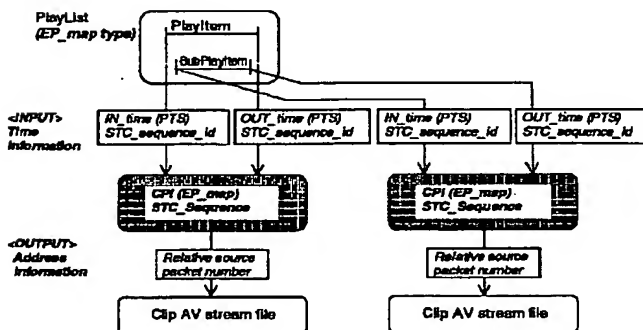 PlayList
(EP_map type)
PlayItem
SubPlayItem
<INPUT>
Time
Information
IN_time (PTS)
STC_sequence_id
OUT_time (PTS)
STC_sequence_id
IN_time (PTS)
STC_sequence_id
OUT_time (PTS)
STC_sequence_id
CPI (EP_map)
STC_Sequence
CPI (EP_map)
STC_Sequence
<OUTPUT>
Address
Information
Relative source
packet number
Relative source
packet number
Clip AV stream file
Clip AV stream file